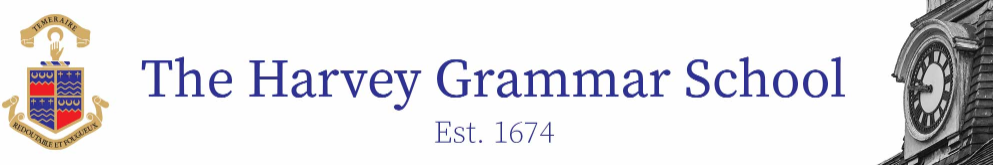 TEMERAIRE
The Harvey Grammar School
Est. 1674
REDOUTABLE ET FOUGUEUX